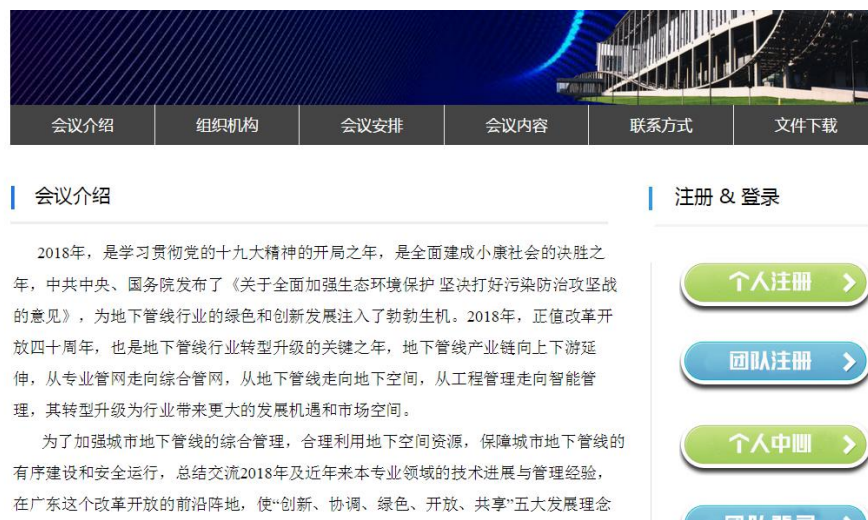 会议介绍
组织机构
会议安排
会议内容
联系方式
文件下载
会议介绍
2018年，是学习贯彻党的十九大精神的开局之年，是全面建成小康社会的决胜之
年，中共中央、国务院发布了《关于全面加强生态环境保护 坚决打好污染防治攻坚战
的意见》，为地下管线行业的绿色和创新发展注入了勃勃生机。2018年，正值改革开
放四十周年，也是地下管线行业转型升级的关键之年，地下管线产业链向上下游延
伸，从专业管网走向综合管网，从地下管线走向地下空间，从工程管理走向智能管
理，其转型升级为行业带来更大的发展机遇和市场空间。
为了加强城市地下管线的综合管理，合理利用地下空间资源，保障城市地下管线的
有序建设和安全运行，总结交流2018年及近年来本专业领域的技术进展与管理经验，
在广东这个改革开放的前沿阵地，使“创新、协调、绿色、开放、共享”五大发展理念
注册 & 登录
个人注册
团队注册
个人中心